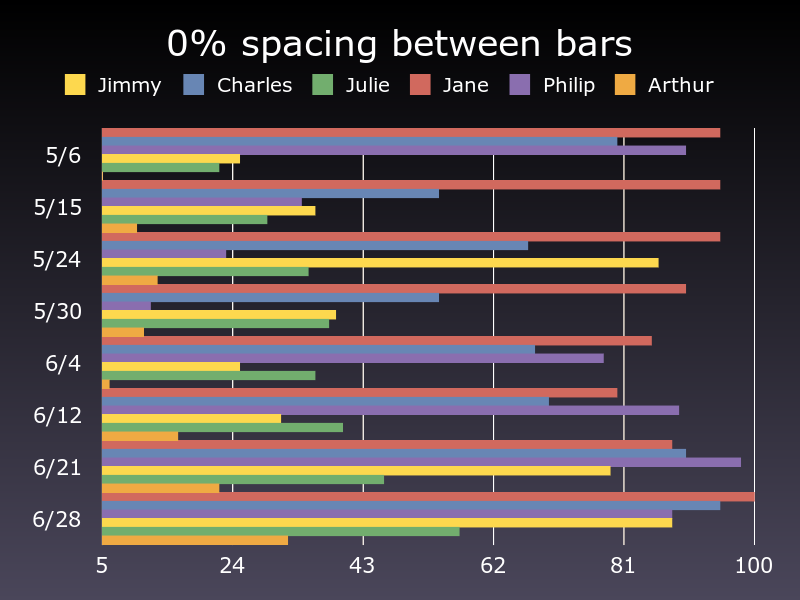 0% spacing between bars
Jimmy Charles Julie Jane Philip Arthur
5/6
5/15
5/24
5/30
6/4
6/12
6/21
6/28
5 24 43 62 81 100